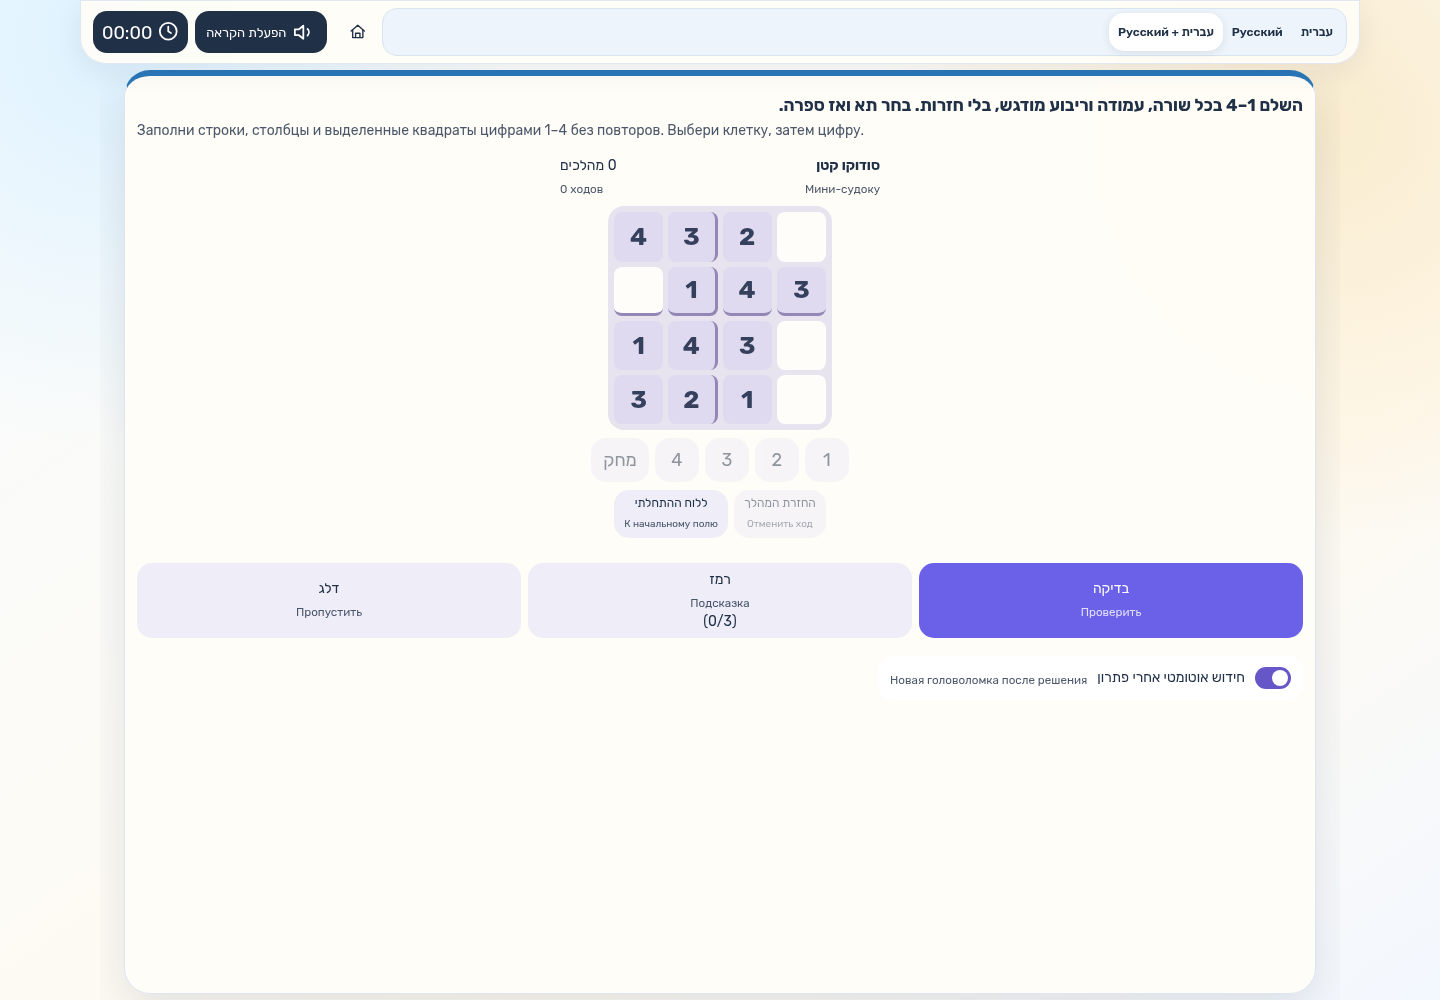 עברית
Русский
עברית + Русский
הפעלת הקראה
00:00
השלם 1–4 בכל שורה, עמודה וריבוע מודגש, בלי חזרות. בחר תא ואז ספרה.
Заполни строки, столбцы и выделенные квадраты цифрами 1–4 без повторов. Выбери клетку, затем цифру.
סודוקו קטן
Мини-судоку
0 מהלכים
0 ходов
4 3 2
1 4 3
1 4 3
3 2 1
1 2 3 4 מחק
החזרת המהלך
Отменить ход
ללוח ההתחלתי
К начальному полю
בדיקה
Проверить
רמז
Подсказка
(0/3)
דלג
Пропустить
חידוש אוטומטי אחרי פתרון
Новая головоломка после решения